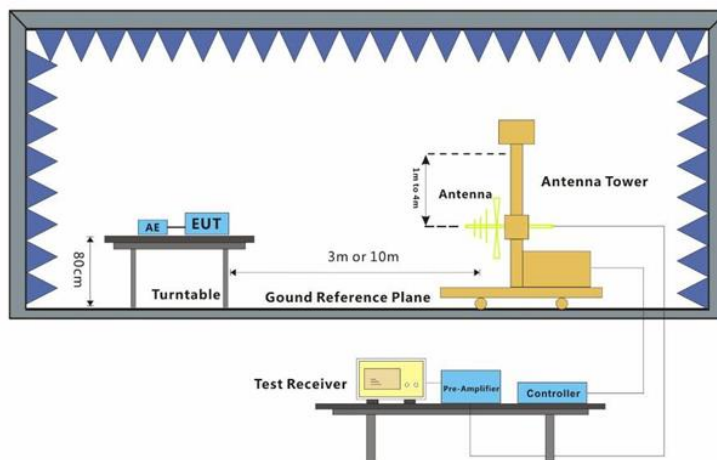 1m to 4m
Antenna
Antenna Tower
AE
EUT
80cm
3m or 10m
Turntable
Gound Reference Plane
Test Receiver
Pre-Amplifier
Controller